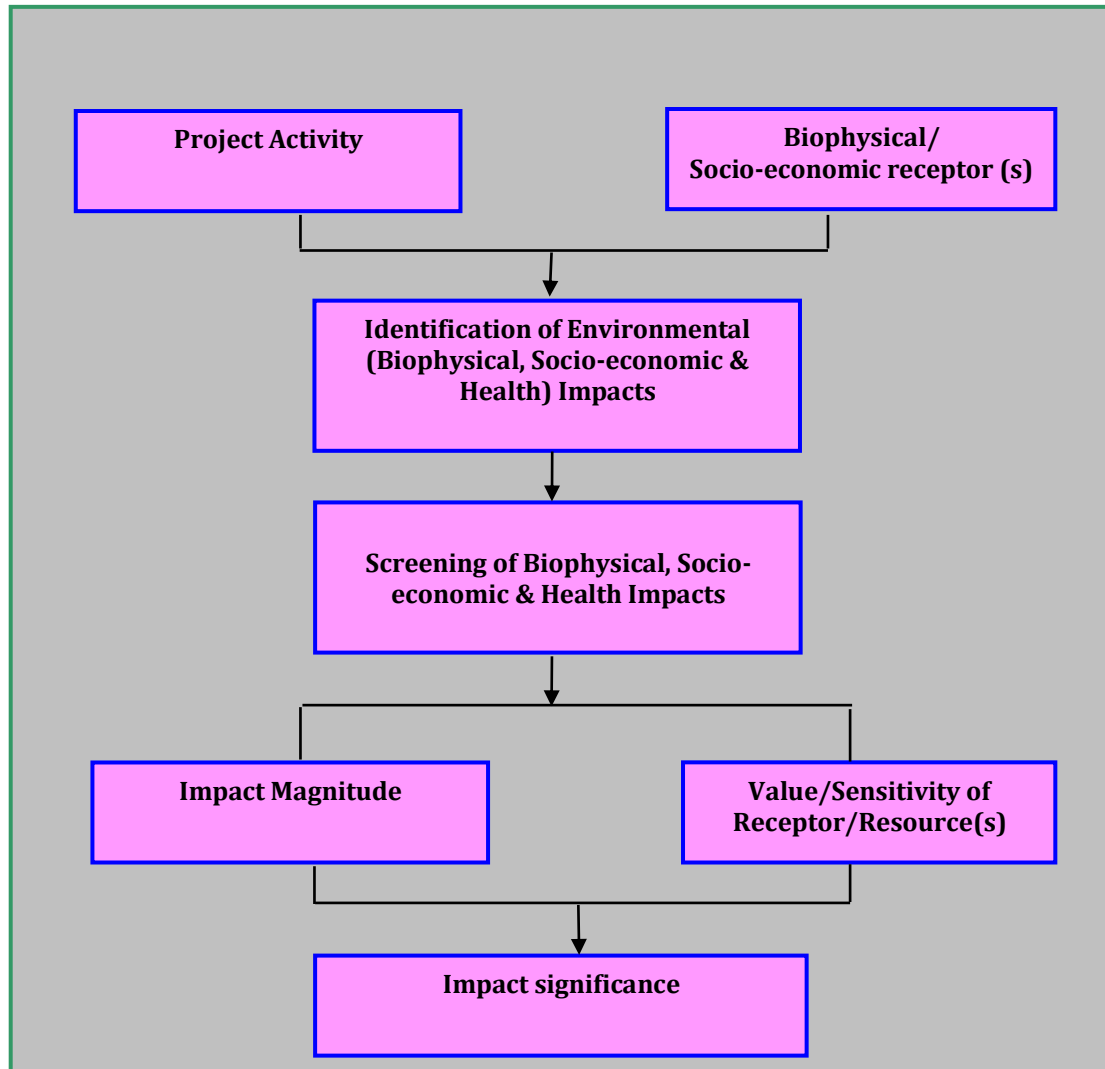 Project Activity
Biophysical/
Socio-economic receptor (s)
Identification of Environmental
(Biophysical, Socio-economic &
Health) Impacts
Screening of Biophysical, Socio-
economic & Health Impacts
Impact Magnitude
Value/Sensitivity of
Receptor/Resource(s)
Impact significance